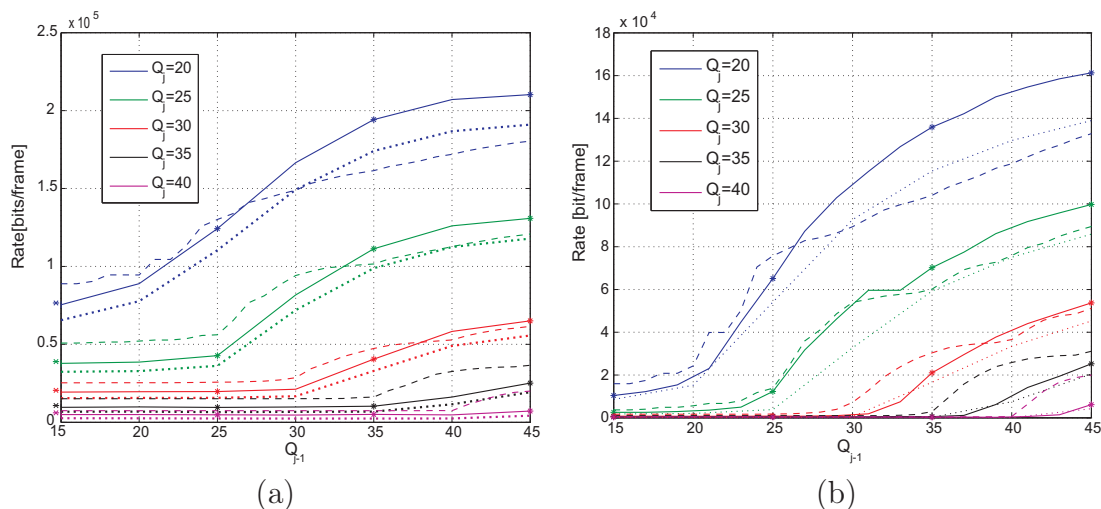 x 10^5
2.5
2
1.5
1
0.5
0
15 20 25 30 35 40 45
Rate[bits/frame]
Q_{j-1}
Q_j=20
Q_j=25
Q_j=30
Q_j=35
Q_j=40
(a)
x 10^4
18
16
14
12
10
8
6
4
2
0
15 20 25 30 35 40 45
Rate [bit/frame]
Q_{j-1}
Q_j=20
Q_j=25
Q_j=30
Q_j=35
Q_j=40
(b)